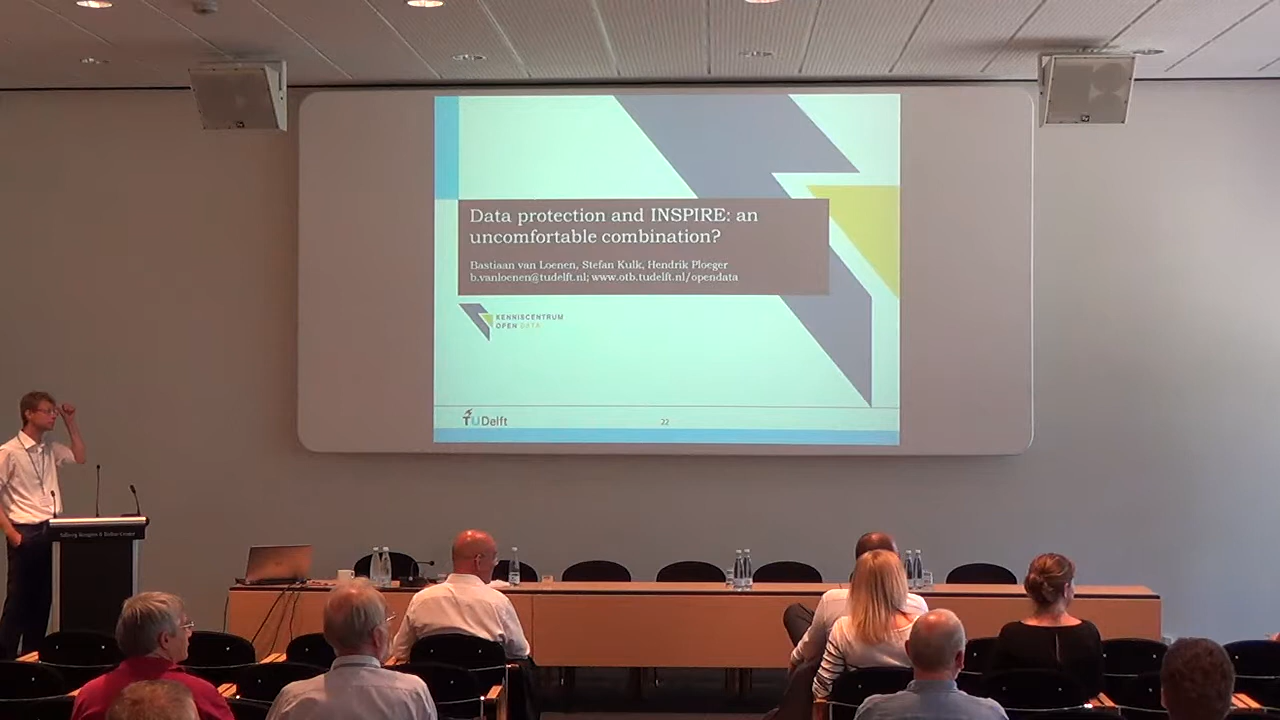 Data protection and INSPIRE: an
uncomfortable combination?
Bastiaan van Loenen, Stefan Kulk, Hendrik Ploeger
b.vanloenen@tudelft.nl; www.otb.tudelft.nl/opendata
KENNISCENTRUM
OPEN DATA
TU Delft
22